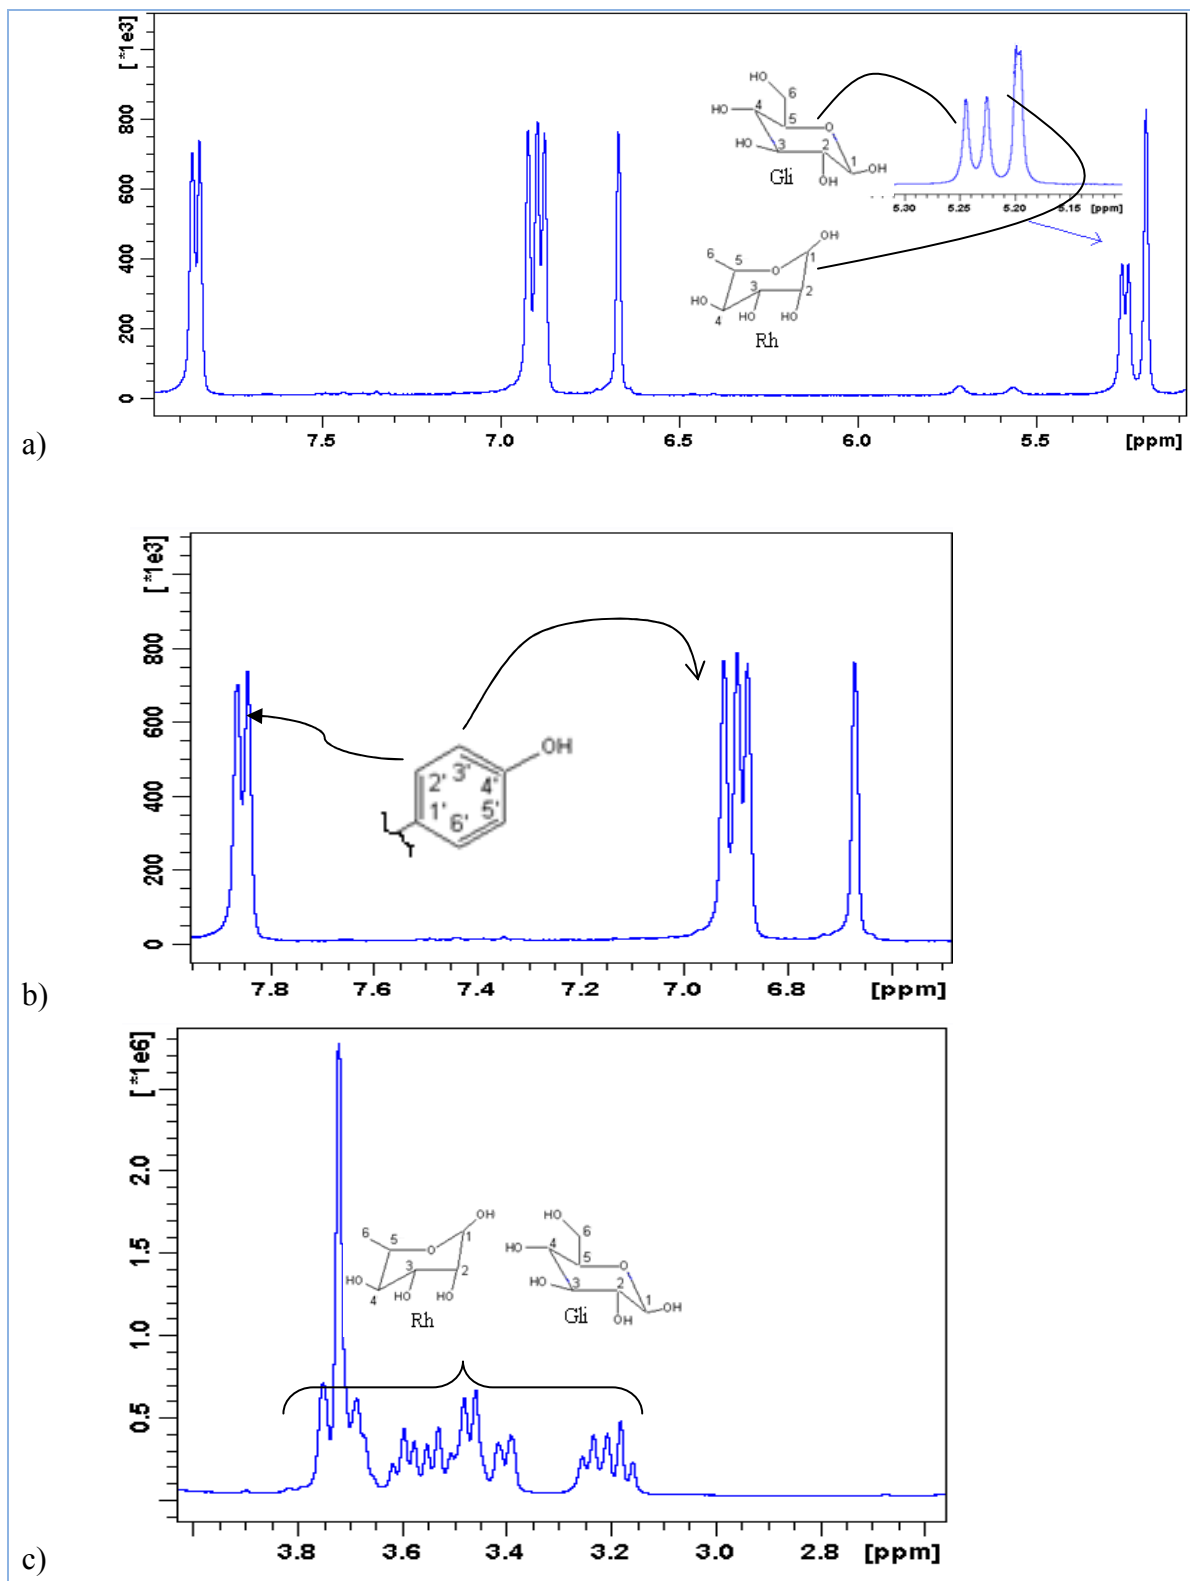 [*1e3]
800
600
400
200
0
HO
6
HO
4
5
O
HO
3
2
1
OH
OH
Gli
5.30 5.25 5.20 5.15 [ppm]
OH
6
5
O
1
3
2
HO
4
HO
HO
Rh
7.5 7.0 6.5 6.0 5.5 [ppm]
a)
[*1e3]
800
600
400
200
0
OH
3'
2'
4'
1'
5'
6'
7.8 7.6 7.4 7.2 7.0 6.8 [ppm]
b)
[*1e6]
2.0
1.5
1.0
0.5
OH
6
5
O
1
3
2
HO
4
HO
HO
Rh
HO
6
HO
4
5
O
HO
3
2
1
OH
OH
Gli
3.8 3.6 3.4 3.2 3.0 2.8 [ppm]
c)